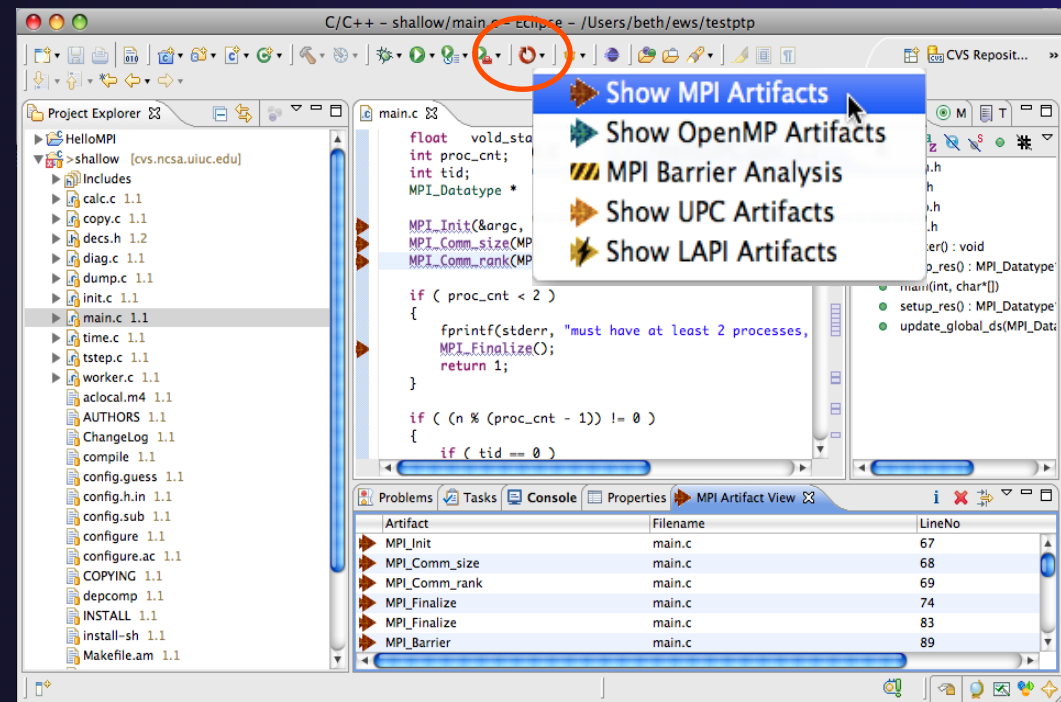 C/C++ - shallow/main.c - Eclipse - /Users/beth/ews/testptp
CVS Reposit... »
Project Explorer
HelloMPI
>shallow [cvs.ncsa.uiuc.edu]
Includes
calc.c 1.1
copy.c 1.1
decs.h 1.2
diag.c 1.1
dump.c 1.1
init.c 1.1
main.c 1.1
time.c 1.1
tstep.c 1.1
worker.c 1.1
aclocal.m4 1.1
AUTHORS 1.1
ChangeLog 1.1
compile 1.1
config.guess 1.1
config.h.in 1.1
config.sub 1.1
configure 1.1
configure.ac 1.1
COPYING 1.1
depcomp 1.1
INSTALL 1.1
install-sh 1.1
Makefile.am 1.1
main.c
float vold_sta
int proc_cnt;
int tid;
MPI_Datatype *
MPI_Init(&argc,
MPI_Comm_size(MP
MPI_Comm_rank(MP
if ( proc_cnt < 2 )
{
fprintf(stderr, "must have at least 2 processes,
MPI_Finalize();
return 1;
}
if ( (n % (proc_cnt - 1)) != 0 )
{
if ( tid == 0 )
Show MPI Artifacts
Show OpenMP Artifacts
MPI Barrier Analysis
Show UPC Artifacts
Show LAPI Artifacts
M
T
.h
h
.h
.h
ker() : void
p_res() : MPI_Datatype
main(int, char*[])
setup_res() : MPI_Datatype
update_global_ds(MPI_Data
Problems
Tasks
Console
Properties
MPI Artifact View
Artifact Filename LineNo
MPI_Init main.c 67
MPI_Comm_size main.c 68
MPI_Comm_rank main.c 69
MPI_Finalize main.c 74
MPI_Finalize main.c 83
MPI_Barrier main.c 89